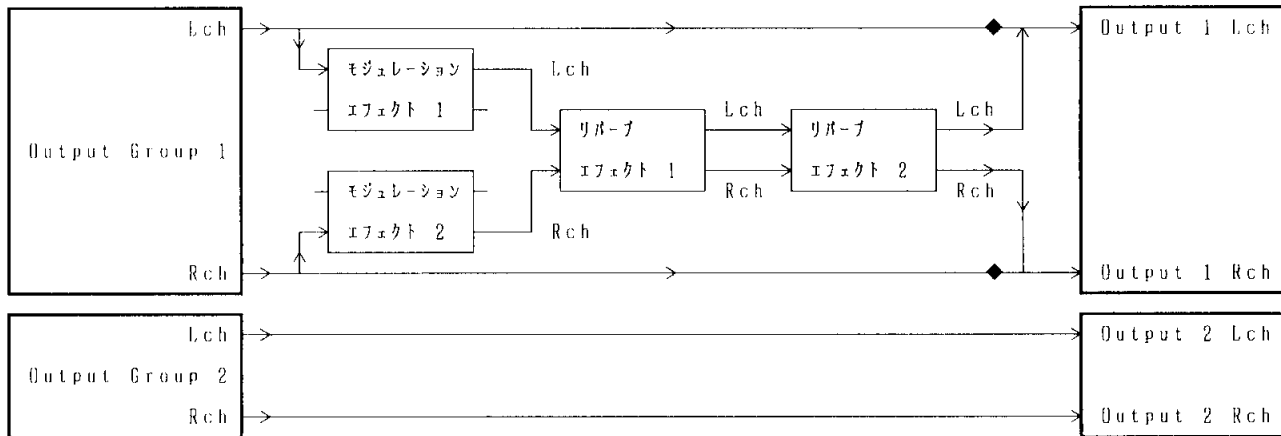 Lch
Output Group 1
Rch
モジュレーション
エフェクト 1
Lch
モジュレーション
エフェクト 2
Rch
リバーブ
エフェクト 1
Lch
Rch
リバーブ
エフェクト 2
Lch
Rch
Output 1 Lch
Output 1 Rch
Lch
Output Group 2
Rch
Output 2 Lch
Output 2 Rch